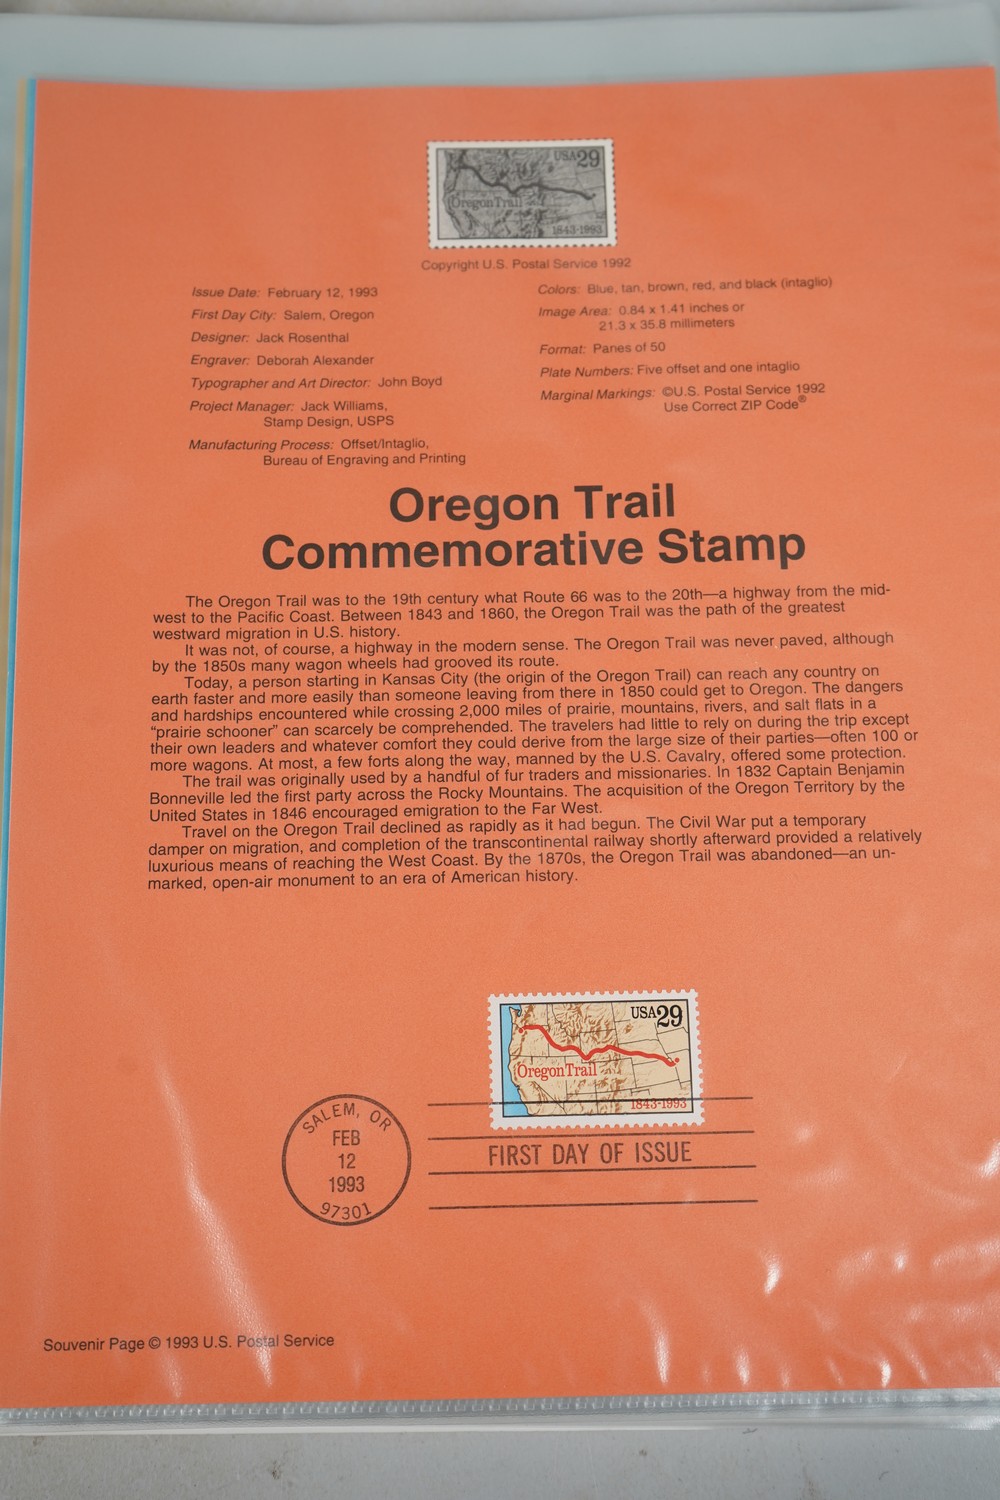 USA29
Oregon Trail
1843-1993
Copyright U.S. Postal Service 1992
Issue Date: February 12, 1993
First Day City: Salem, Oregon
Designer: Jack Rosenthal
Engraver: Deborah Alexander
Typographer and Art Director: John Boyd
Project Manager: Jack Williams,
Stamp Design, USPS
Manufacturing Process: Offset/Intaglio,
Bureau of Engraving and Printing
Colors: Blue, tan, brown, red, and black (intaglio)
Image Area: 0.84 x 1.41 inches or
21.3 x 35.8 millimeters
Format: Panes of 50
Plate Numbers: Five offset and one intaglio
Marginal Markings: ©U.S. Postal Service 1992
Use Correct ZIP Code®
Oregon Trail
Commemorative Stamp
The Oregon Trail was to the 19th century what Route 66 was to the 20th—a highway from the mid-
west to the Pacific Coast. Between 1843 and 1860, the Oregon Trail was the path of the greatest
westward migration in U.S. history.
It was not, of course, a highway in the modern sense. The Oregon Trail was never paved, although
by the 1850s many wagon wheels had grooved its route.
Today, a person starting in Kansas City (the origin of the Oregon Trail) can reach any country on
earth faster and more easily than someone leaving from there in 1850 could get to Oregon. The dangers
and hardships encountered while crossing 2,000 miles of prairie, mountains, rivers, and salt flats in a
“prairie schooner” can scarcely be comprehended. The travelers had little to rely on during the trip except
their own leaders and whatever comfort they could derive from the large size of their parties—often 100 or
more wagons. At most, a few forts along the way, manned by the U.S. Cavalry, offered some protection.
The trail was originally used by a handful of fur traders and missionaries. In 1832 Captain Benjamin
Bonneville led the first party across the Rocky Mountains. The acquisition of the Oregon Territory by the
United States in 1846 encouraged emigration to the Far West.
Travel on the Oregon Trail declined as rapidly as it had begun. The Civil War put a temporary
damper on migration, and completion of the transcontinental railway shortly afterward provided a relatively
luxurious means of reaching the West Coast. By the 1870s, the Oregon Trail was abandoned—an un-
marked, open-air monument to an era of American history.
USA29
Oregon Trail
1843-1993
SALEM, OR
FEB
12
1993
97301
FIRST DAY OF ISSUE
Souvenir Page © 1993 U.S. Postal Service